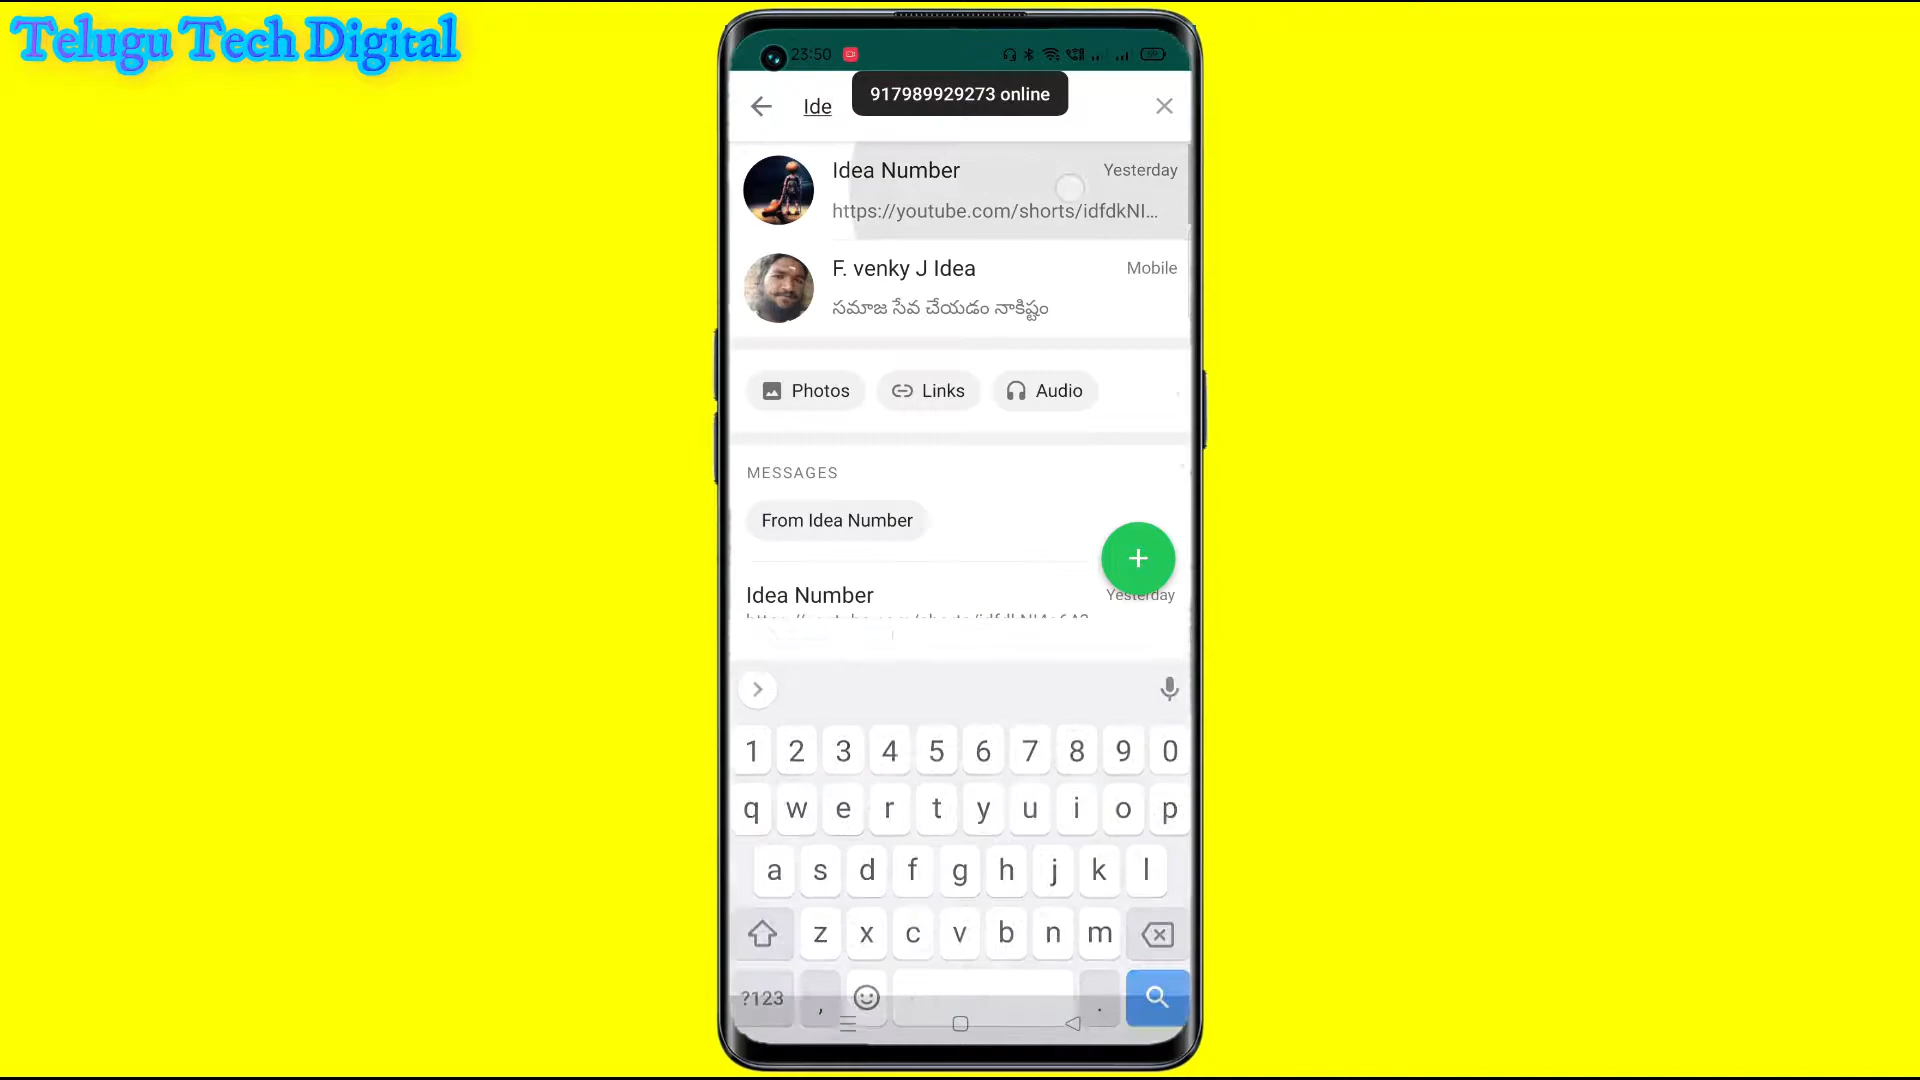 Telugu Tech Digital
23:50
917989929273 online
Ide
Idea Number
Yesterday
https://youtube.com/shorts/idfdkNI...
F. venky J Idea
Mobile
సమాజ సేవ చేయడం నాకిష్టం
Photos
Links
Audio
MESSAGES
From Idea Number
Idea Number
Yesterday
1 2 3 4 5 6 7 8 9 0
q w e r t y u i o p
a s d f g h j k l
z x c v b n m
?123 , .